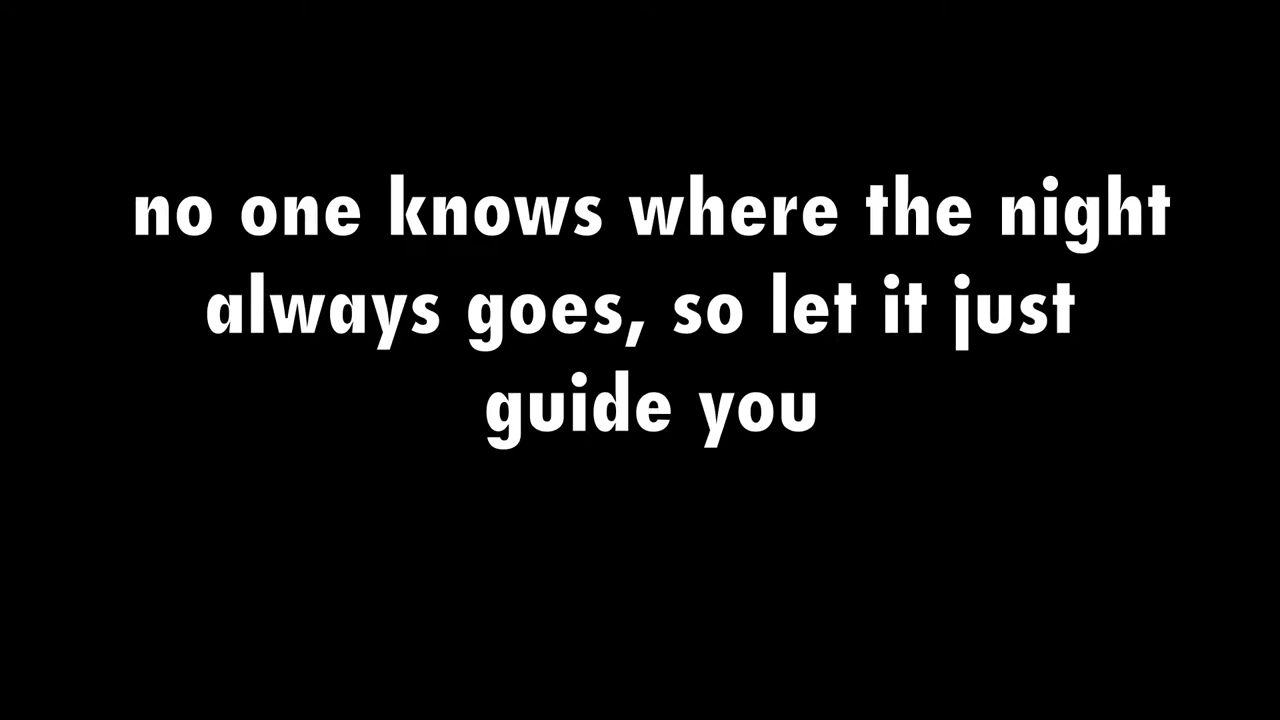 no one knows where the night
always goes, so let it just
guide you